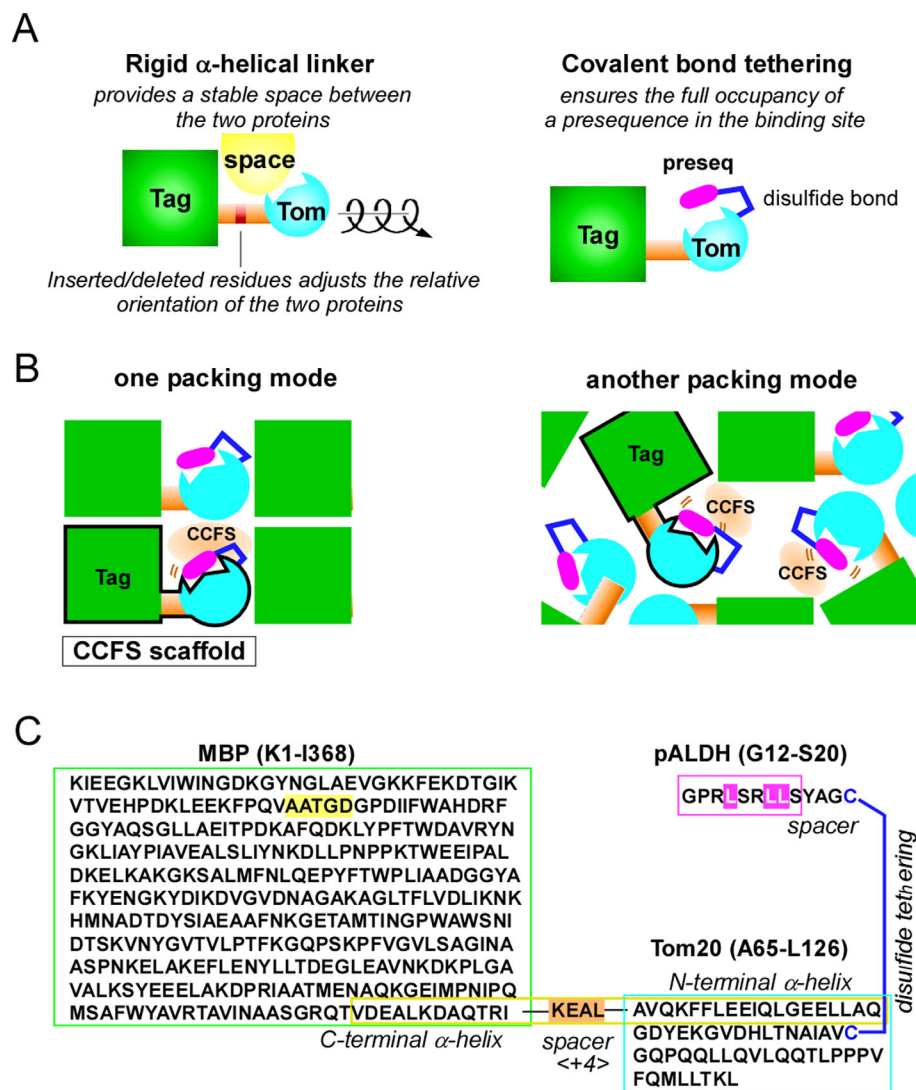 A
Rigid α-helical linker
provides a stable space between
the two proteins
space
Tag
Tom
Inserted/deleted residues adjusts the relative
orientation of the two proteins
Covalent bond tethering
ensures the full occupancy of
a presequence in the binding site
preseq
disulfide bond
Tag
Tom
B
one packing mode
CCFS
Tag
CCFS scaffold
another packing mode
Tag
CCFS
CCFS
C
MBP (K1-I368)
KIEEGKLVIWINGDKGYNGLAEVGKKFEKDTGIK
VTVEHPDKLEEKFPQVAATGDGPDIIFWAHDRF
GGYAQSGLLAEITPDKAFQDKLYPFTWDAVRYN
GKLIAYPIAVEALSLIYNKDLLPNPPKTWEEIPAL
DKELKAKGKSALMFNLQEPYFTWPLIAADGGYA
FKYENGKYDIKDVGVDNAGAKAGLTFLVDLIKNK
HMNADTDYSIAEAAFNKGETAMTINGPWAWSNI
DTSKVNYGVTVLPTFKGQPSKPFVGVLSAGINA
ASPNKELAKEFLENYLLTDEGLEAVNKDKPLGA
VALKSYEEELAKDPRIAATMENAQKGEIMPNIPQ
MSAFWYAVRTAVINAASGRQTVDEALKDAQTRI
C-terminal α-helix
KEAL
spacer
<+4>
pALDH (G12-S20)
GPRLSRLLSYAGC
spacer
disulfide tethering
Tom20 (A65-L126)
N-terminal α-helix
AVQKFFLEEIQLGEELLAQ
GDYEKGVDHLTNAIAVC
GQPQQLLQVLQQTLPPPV
FQMLLTKL